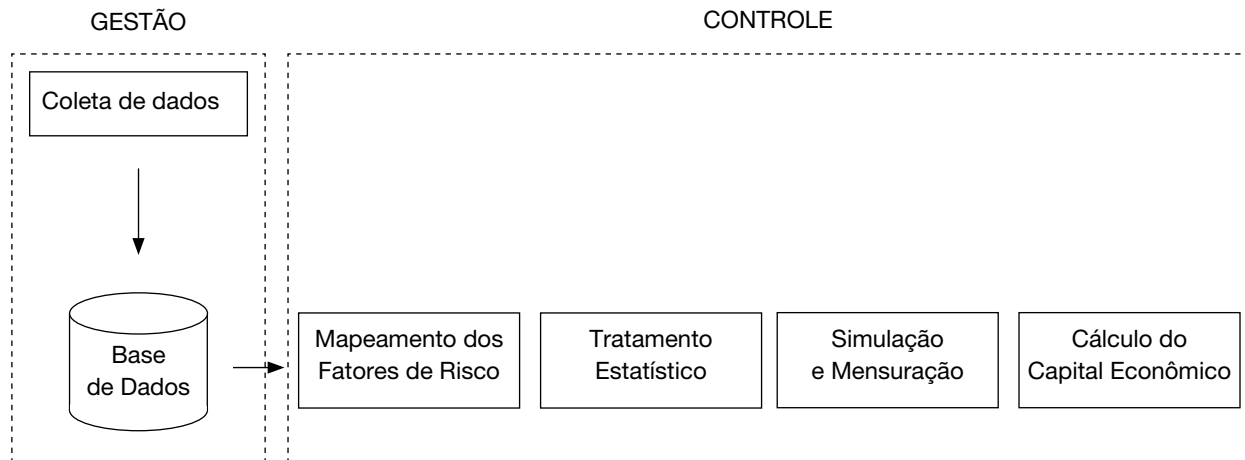 GESTÃO
CONTROLE
Coleta de dados
Base
de Dados
Mapeamento dos
Fatores de Risco
Tratamento
Estatístico
Simulação
e Mensuração
Cálculo do
Capital Econômico